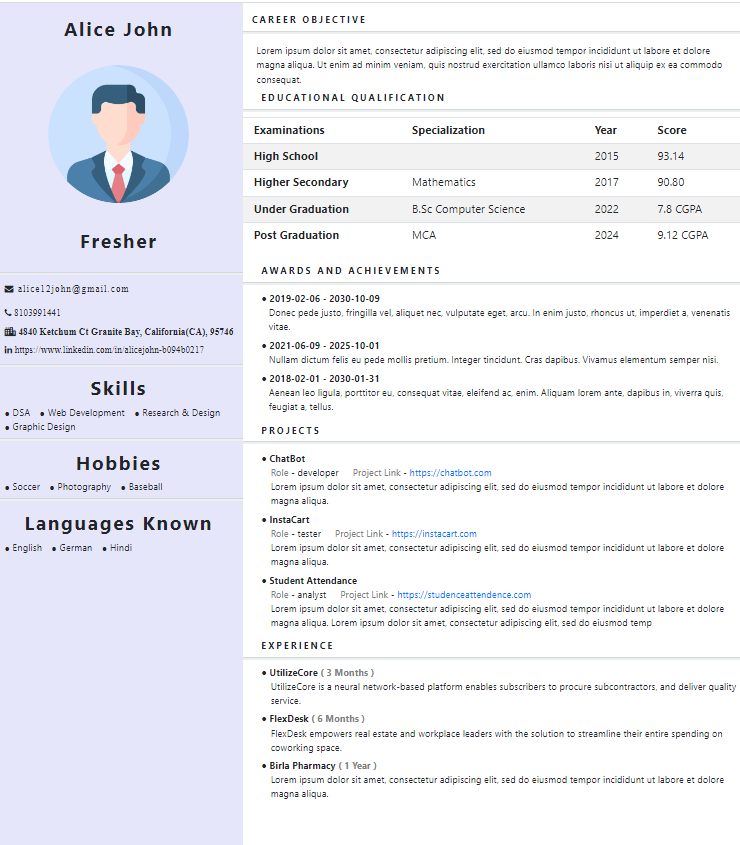 Alice John
Fresher
alice12john@gmail.com
8103991441
4840 Ketchum Ct Granite Bay, California(CA), 95746
https://www.linkedin.com/in/alicejohn-b094b0217
Skills
● DSA ● Web Development ● Research & Design
● Graphic Design
Hobbies
● Soccer ● Photography ● Baseball
Languages Known
● English ● German ● Hindi
CAREER OBJECTIVE
Lorem ipsum dolor sit amet, consectetur adipiscing elit, sed do eiusmod tempor incididunt ut labore et dolore
magna aliqua. Ut enim ad minim veniam, quis nostrud exercitation ullamco laboris nisi ut aliquip ex ea commodo
consequat.
EDUCATIONAL QUALIFICATION
Examinations Specialization Year Score
High School 2015 93.14
Higher Secondary Mathematics 2017 90.80
Under Graduation B.Sc Computer Science 2022 7.8 CGPA
Post Graduation MCA 2024 9.12 CGPA
AWARDS AND ACHIEVEMENTS
● 2019-02-06 - 2030-10-09
Donec pede justo, fringilla vel, aliquet nec, vulputate eget, arcu. In enim justo, rhoncus ut, imperdiet a, venenatis
vitae.
● 2021-06-09 - 2025-10-01
Nullam dictum felis eu pede mollis pretium. Integer tincidunt. Cras dapibus. Vivamus elementum semper nisi.
● 2018-02-01 - 2030-01-31
Aenean leo ligula, porttitor eu, consequat vitae, eleifend ac, enim. Aliquam lorem ante, dapibus in, viverra quis,
feugiat a, tellus.
PROJECTS
● ChatBot
Role - developer Project Link - https://chatbot.com
Lorem ipsum dolor sit amet, consectetur adipiscing elit, sed do eiusmod tempor incididunt ut labore et dolore
magna aliqua.
● InstaCart
Role - tester Project Link - https://instacart.com
Lorem ipsum dolor sit amet, consectetur adipiscing elit, sed do eiusmod tempor incididunt ut labore et dolore
magna aliqua.
● Student Attendance
Role - analyst Project Link - https://studenceattendence.com
Lorem ipsum dolor sit amet, consectetur adipiscing elit, sed do eiusmod tempor incididunt ut labore et dolore
magna aliqua. Lorem ipsum dolor sit amet, consectetur adipiscing elit, sed do eiusmod temp
EXPERIENCE
● UtilizeCore ( 3 Months )
UtilizeCore is a neural network-based platform enables subscribers to procure subcontractors, and deliver quality
service.
● FlexDesk ( 6 Months )
FlexDesk empowers real estate and workplace leaders with the solution to streamline their entire spending on
coworking space.
● Birla Pharmacy ( 1 Year )
Lorem ipsum dolor sit amet, consectetur adipiscing elit, sed do eiusmod tempor incididunt ut labore et dolore
magna aliqua.